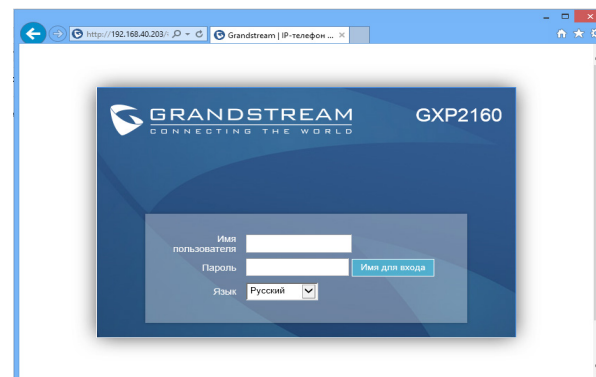 http://192.168.40.203/
Grandstream | IP-телефон ...
GRANDSTREAM
CONNECTING THE WORLD
GXP2160
Имя
пользователя
Пароль
Имя для входа
Язык
Русский